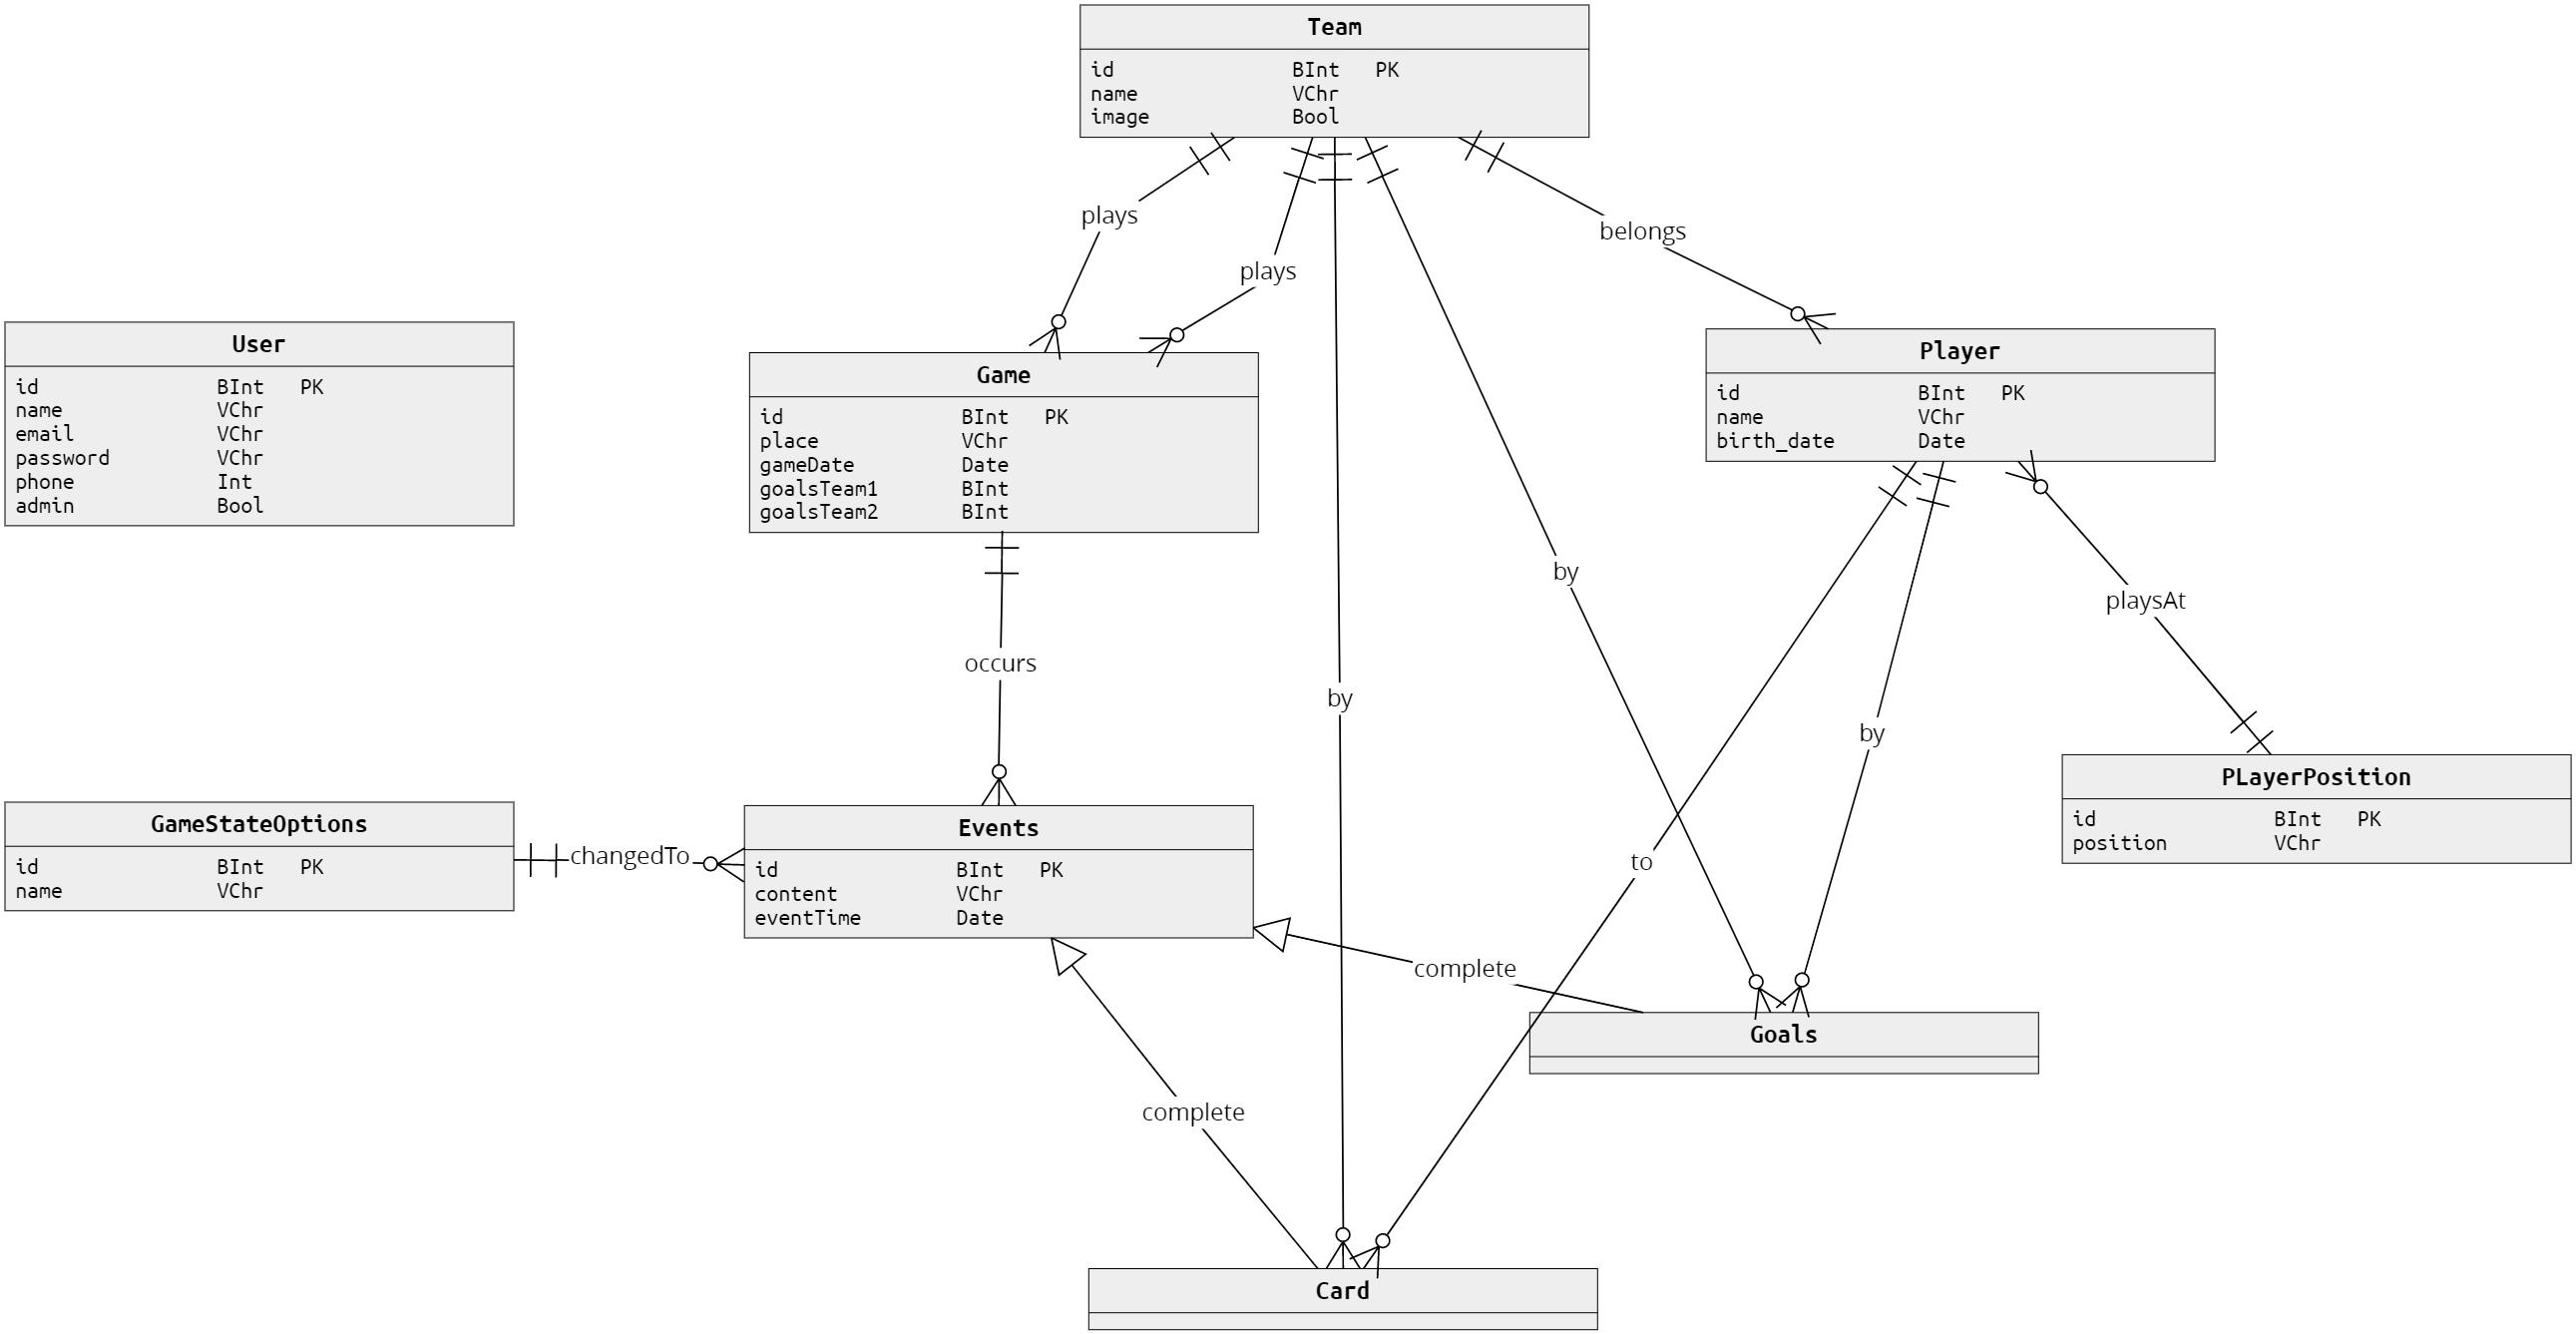 Team
id BInt PK
name VChr
image Bool
plays
plays
belongs
User
id BInt PK
name VChr
email VChr
password VChr
phone Int
admin Bool
Game
id BInt PK
place VChr
gameDate Date
goalsTeam1 BInt
goalsTeam2 BInt
Player
id BInt PK
name VChr
birth_date Date
by
playsAt
occurs
by
by
PLayerPosition
id BInt PK
position VChr
GameStateOptions
id BInt PK
name VChr
changedTo
Events
id BInt PK
content VChr
eventTime Date
to
complete
Goals
complete
Card